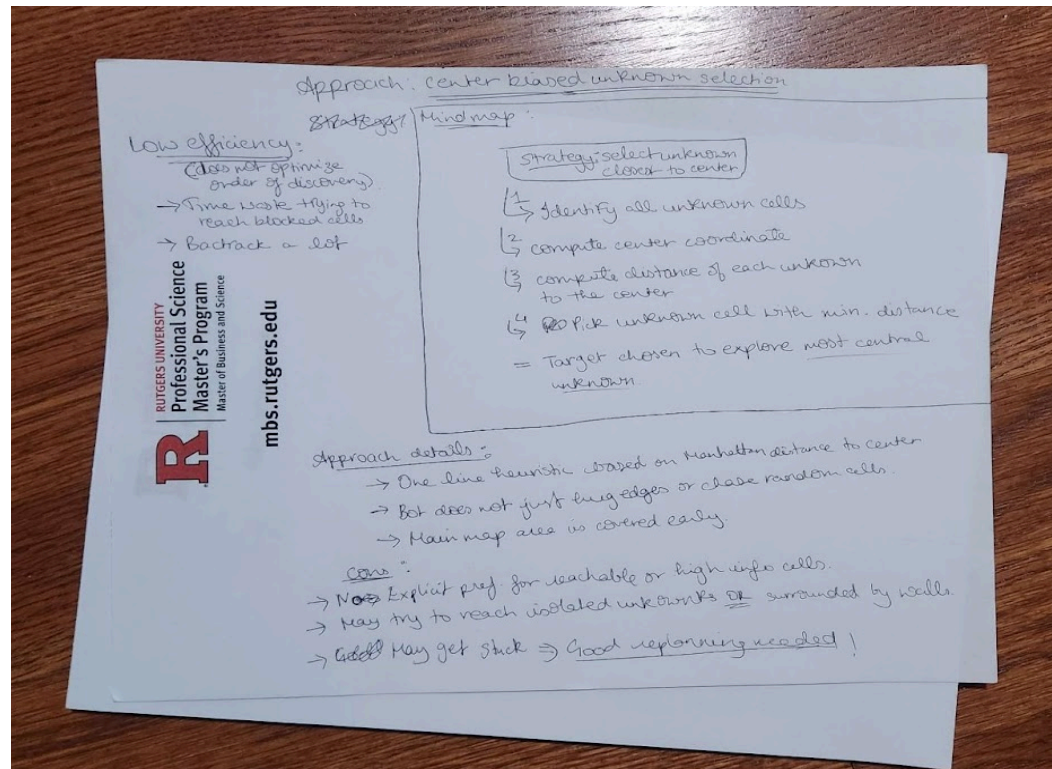 Approach: center biased unknown selection
Strategy
Mindmap:
Low efficiency:
(does not optimize
order of discovery)
→ Time waste trying to
reach blocked cells
→ Bactrack a lot
strategy: select unknown
closest to center
1 Identify all unknown cells
2 compute center coordinate
3 compute distance of each unknown
to the center
4 Pick unknown cell with min. distance
= Target chosen to explore most central
unknown.
R
RUTGERS UNIVERSITY
Professional Science
Master's Program
Master of Business and Science
mbs.rutgers.edu
Approach details:
→ One line heuristic based on Manhattan distance to center
→ Bot does not just hug edges or chase random cells.
→ Main map area is covered early.
cons:
→ No Explicit pref. for reachable or high info cells.
→ May try to reach isolated unkowns OR surrounded by walls.
→ May get stuck ⇒ Good replanning needed!